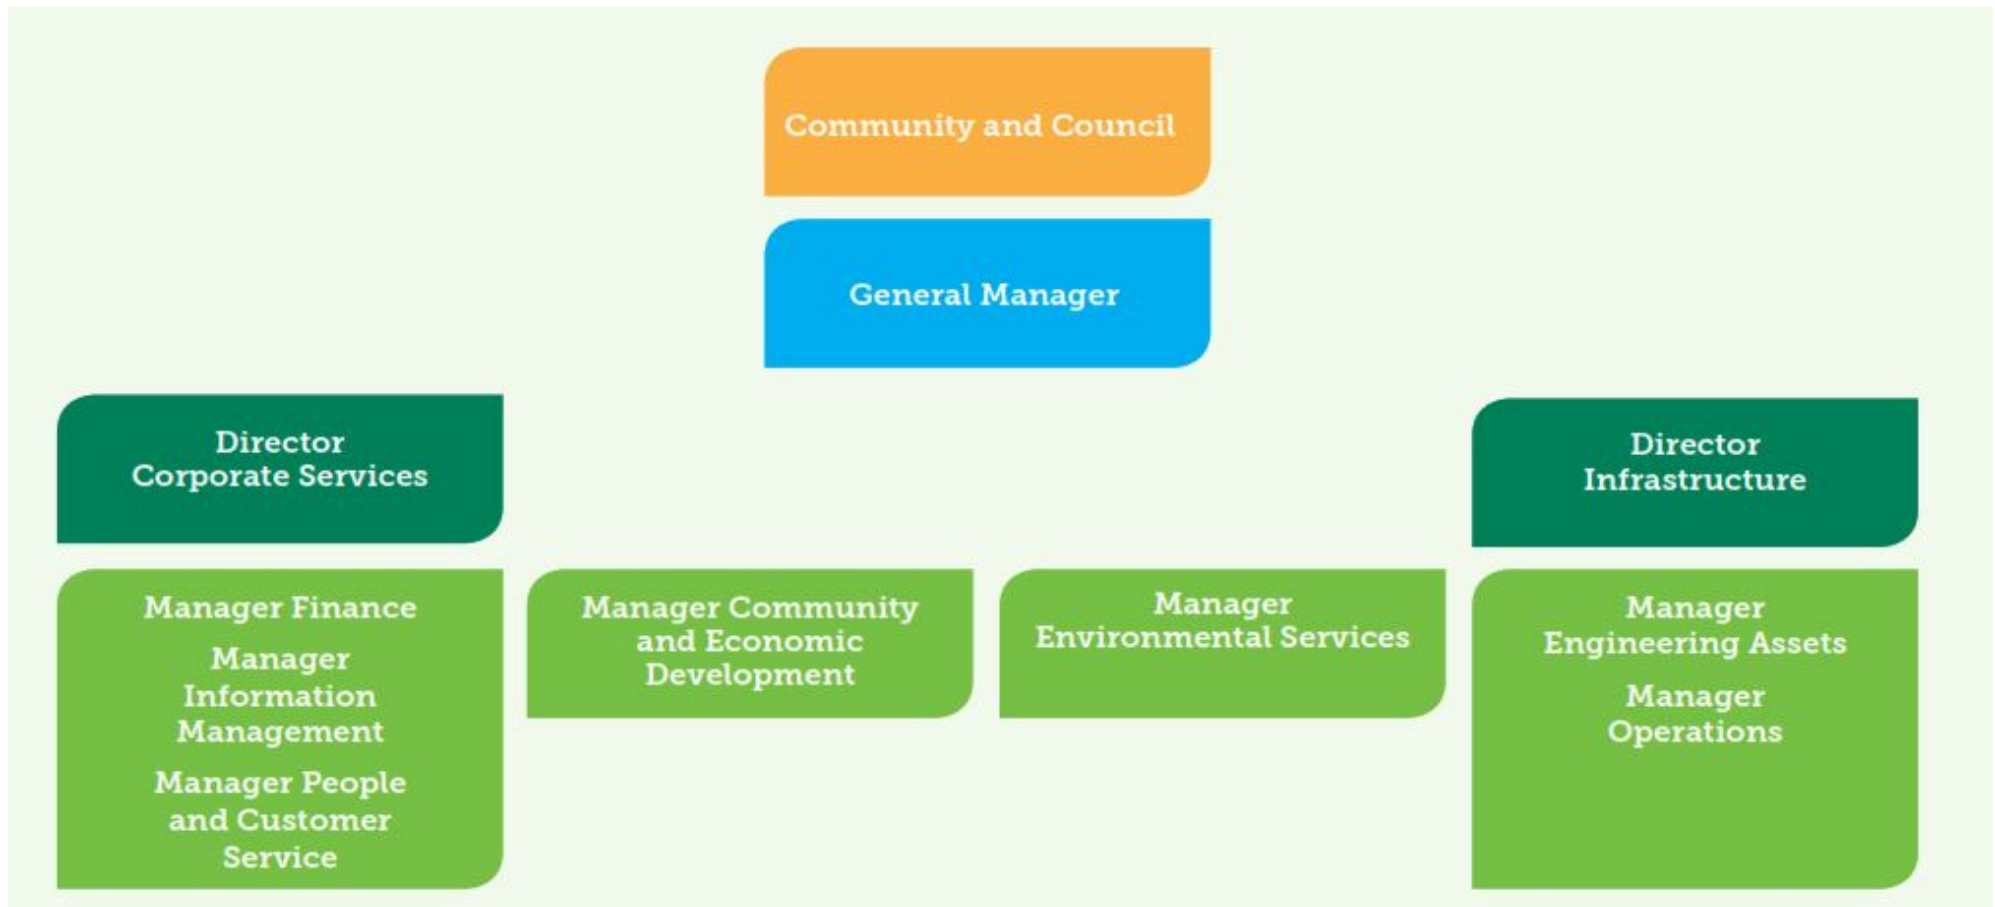 Community and Council
General Manager
Director
Corporate Services
Director
Infrastructure
Manager Finance
Manager
Information
Management
Manager People
and Customer
Service
Manager Community
and Economic
Development
Manager
Environmental Services
Manager
Engineering Assets
Manager
Operations